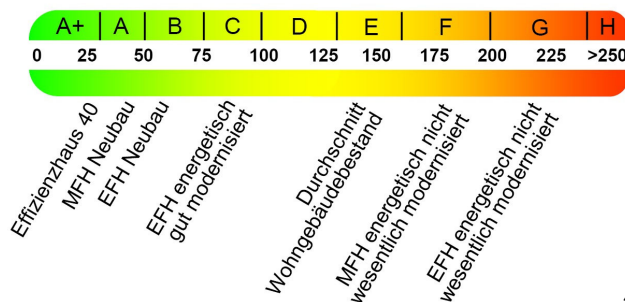 A+ A B C D E F G H
0 25 50 75 100 125 150 175 200 225 >250
Effizienzhaus 40
MFH Neubau
EFH Neubau
EFH energetisch
gut modernisiert
Durchschnitt
Wohngebäudebestand
MFH energetisch nicht
wesentlich modernisiert
EFH energetisch nicht
wesentlich modernisiert